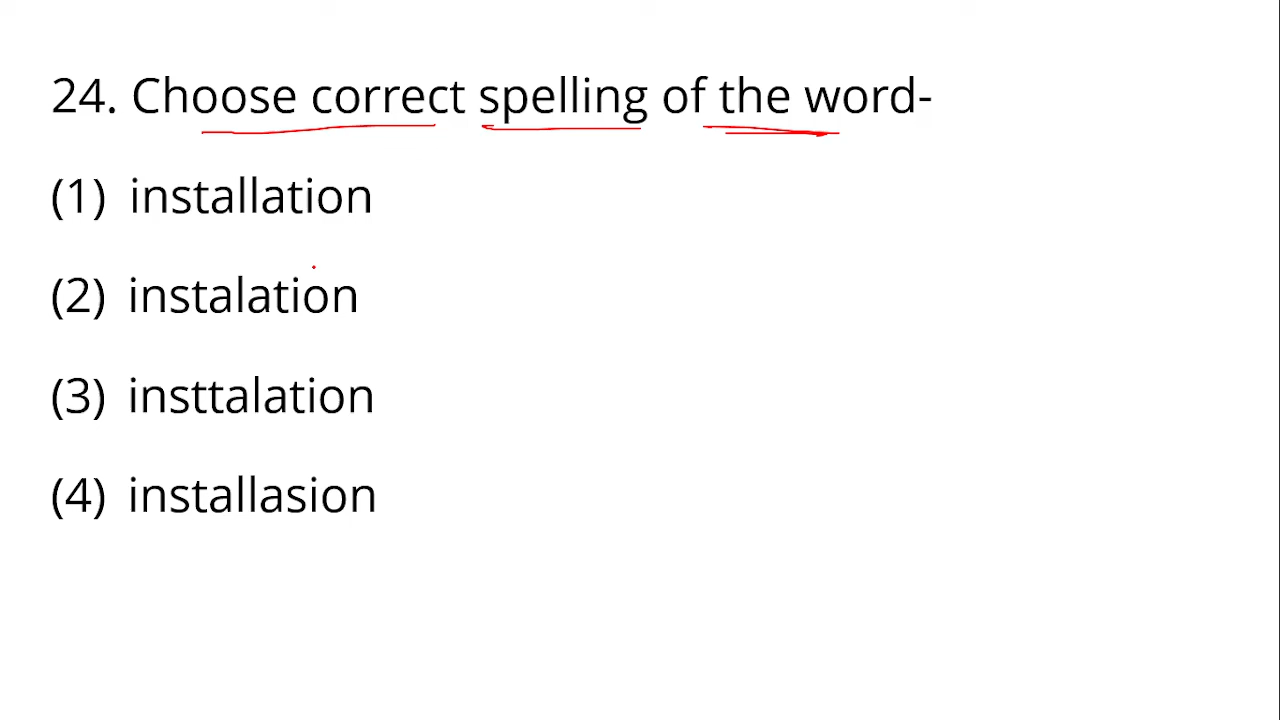 24. Choose correct spelling of the word-
(1) installation
(2) instalation
(3) insttalation
(4) installasion